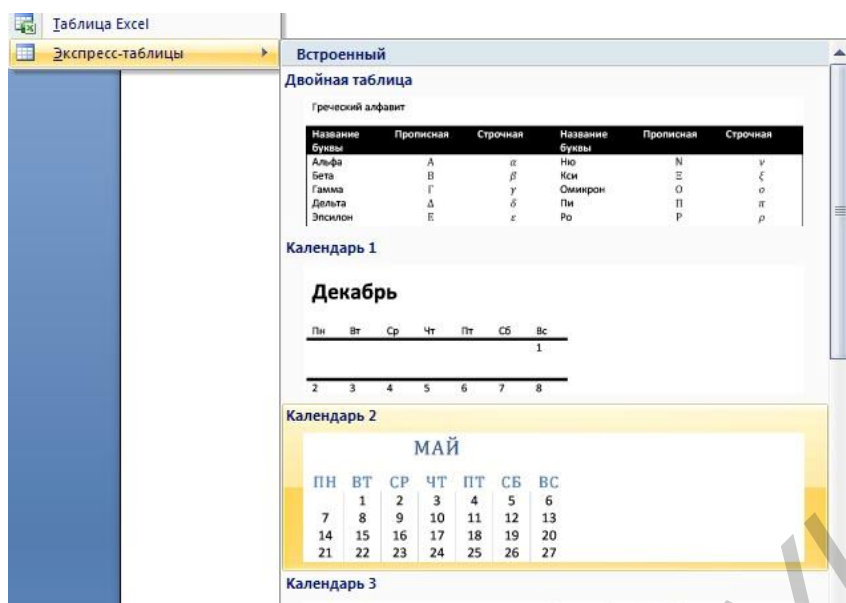 Таблица Excel
Экспресс-таблицы
Встроенный
Двойная таблица
Греческий алфавит
Название буквы Прописная Строчная Название буквы Прописная Строчная
Альфа Α α Ню Ν ν
Бета Β β Кси Ξ ξ
Гамма Γ γ Омикрон Ο ο
Дельта Δ δ Пи Π π
Эпсилон Ε ε Ро Ρ ρ
Календарь 1
Декабрь
Пн Вт Ср Чт Пт Сб Вс
1
2 3 4 5 6 7 8
Календарь 2
МАЙ
ПН ВТ СР ЧТ ПТ СБ ВС
1 2 3 4 5 6
7 8 9 10 11 12 13
14 15 16 17 18 19 20
21 22 23 24 25 26 27
Календарь 3